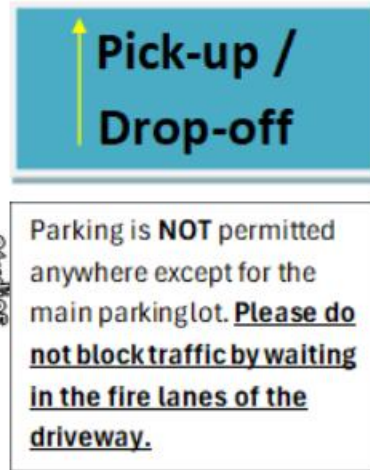 Pick-up /
Drop-off
Parking is NOT permitted
anywhere except for the
main parkinglot. Please do
not block traffic by waiting
in the fire lanes of the
driveway.